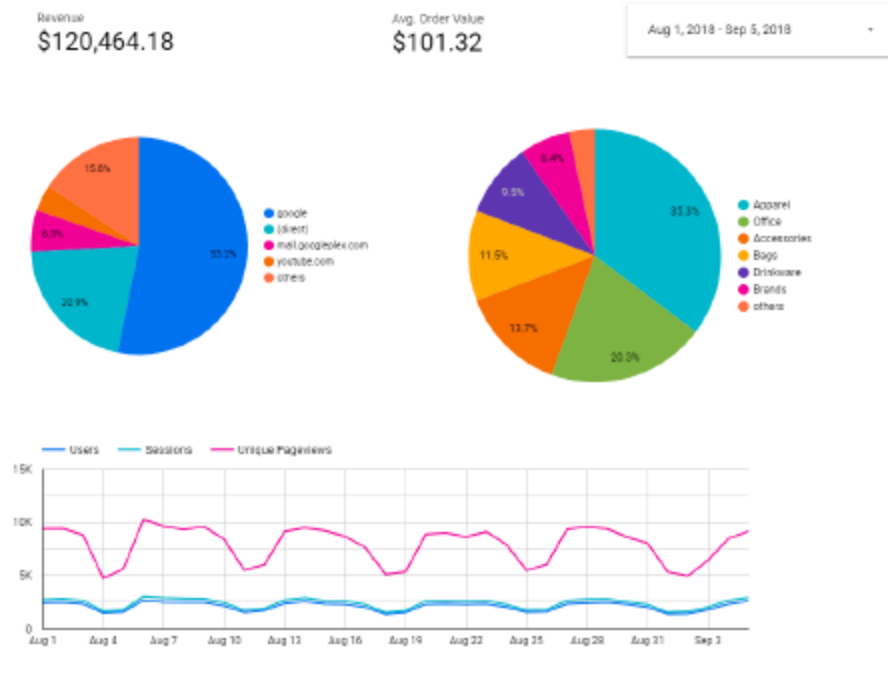 Revenue
$120,464.18
Avg. Order Value
$101.32
Aug 1, 2018 - Sep 5, 2018
15.8%
6.3%
20.9%
53.2%
google
(direct)
mail.googleplex.com
youtube.com
others
6.4%
9.5%
11.5%
13.7%
20.3%
35.3%
Apparel
Office
Accessories
Bags
Drinkware
Brands
others
Users Sessions Unique Pageviews
15K
10K
5K
0
Aug 1 Aug 4 Aug 7 Aug 10 Aug 13 Aug 16 Aug 19 Aug 22 Aug 25 Aug 28 Aug 31 Sep 3